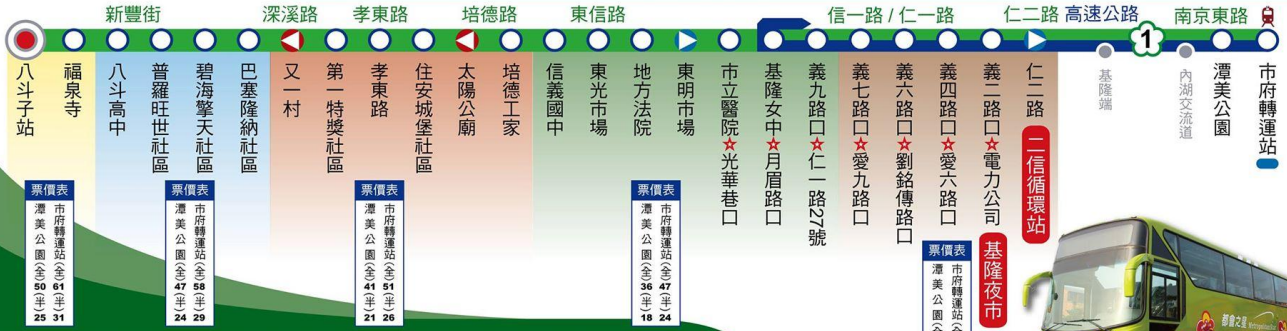 新豐街
深溪路
孝東路
培德路
東信路
信一路 / 仁一路
仁二路
高速公路
南京東路
1
八斗子站
福泉寺
八斗高中
普羅旺世社區
碧海擎天社區
巴塞隆納社區
又一村
第一特獎社區
孝東路
住安城堡社區
太陽公廟
培德工家
信義國中
東光市場
地方法院
東明市場
市立醫院☆光華巷口
基隆女中☆月眉路口
義九路口☆仁一路27號
義七路口☆愛九路口
義六路口☆劉銘傳路口
義四路口☆愛六路口
義二路口☆電力公司
基隆夜市
仁二路
二信循環站
基隆端
內湖交流道
潭美公園
市府轉運站
票價表
市府轉運站(全)61(半)31
潭美公園(全)50(半)25
票價表
市府轉運站(全)58(半)29
潭美公園(全)47(半)24
票價表
市府轉運站(全)51(半)26
潭美公園(全)41(半)21
票價表
市府轉運站(全)47(半)24
潭美公園(全)36(半)18
票價表
市府轉運站(
潭美公園(
都會之星